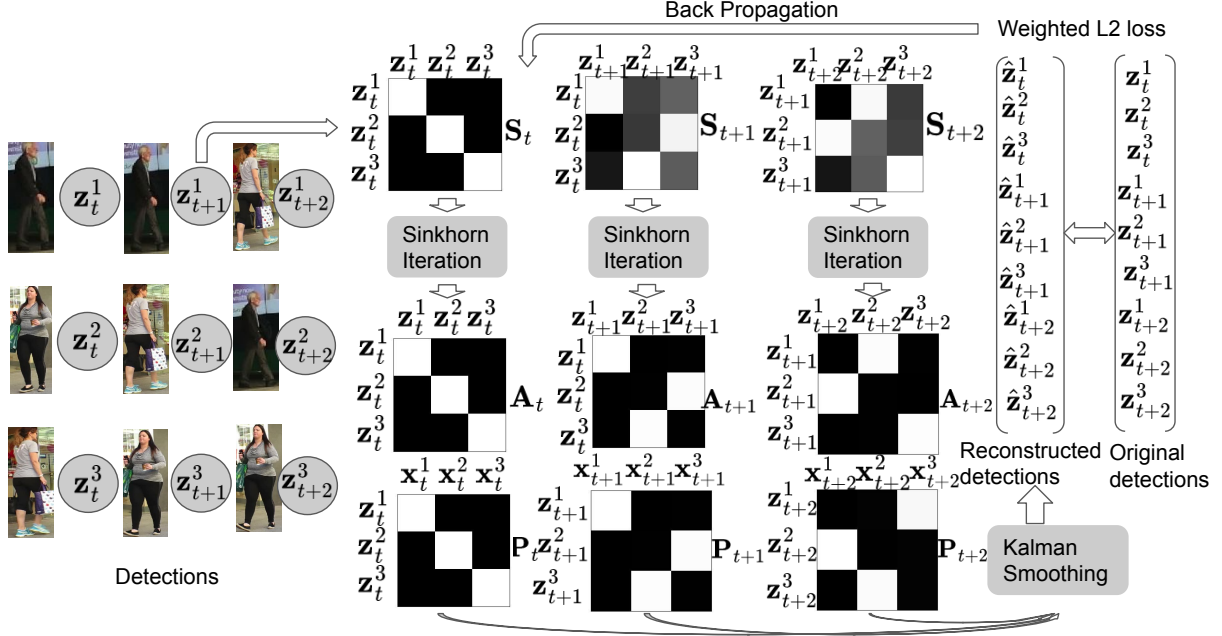 Back Propagation
Weighted L2 loss
z_t^1 z_t^2 z_t^3
z_t^1
z_t^2
z_t^3
S_t
z_{t+1}^1 z_{t+1}^2 z_{t+1}^3
z_t^1
z_t^2
z_t^3
S_{t+1}
z_{t+2}^1 z_{t+2}^2 z_{t+2}^3
z_{t+1}^1
z_{t+1}^2
z_{t+1}^3
S_{t+2}
z_t^1 z_{t+1}^1 z_{t+2}^1
z_t^2 z_{t+1}^2 z_{t+2}^2
z_t^3 z_{t+1}^3 z_{t+2}^3
Detections
Sinkhorn
Iteration
Sinkhorn
Iteration
Sinkhorn
Iteration
z_t^1 z_t^2 z_t^3
z_t^1
z_t^2
z_t^3
A_t
z_{t+1}^1 z_{t+1}^2 z_{t+1}^3
z_t^1
z_t^2
z_t^3
A_{t+1}
z_{t+2}^1 z_{t+2}^2 z_{t+2}^3
z_{t+1}^1
z_{t+1}^2
z_{t+1}^3
A_{t+2}
x_t^1 x_t^2 x_t^3
z_t^1
z_t^2
z_t^3
P_t
x_{t+1}^1 x_{t+1}^2 x_{t+1}^3
z_{t+1}^1
z_{t+1}^2
z_{t+1}^3
P_{t+1}
x_{t+2}^1 x_{t+2}^2 x_{t+2}^3
z_{t+2}^1
z_{t+2}^2
z_{t+2}^3
P_{t+2}
Kalman
Smoothing
ẑ_t^1
ẑ_t^2
ẑ_t^3
ẑ_{t+1}^1
ẑ_{t+1}^2
ẑ_{t+1}^3
ẑ_{t+2}^1
ẑ_{t+2}^2
ẑ_{t+2}^3
Reconstructed
detections
z_t^1
z_t^2
z_t^3
z_{t+1}^1
z_{t+1}^2
z_{t+1}^3
z_{t+2}^1
z_{t+2}^2
z_{t+2}^3
Original
detections